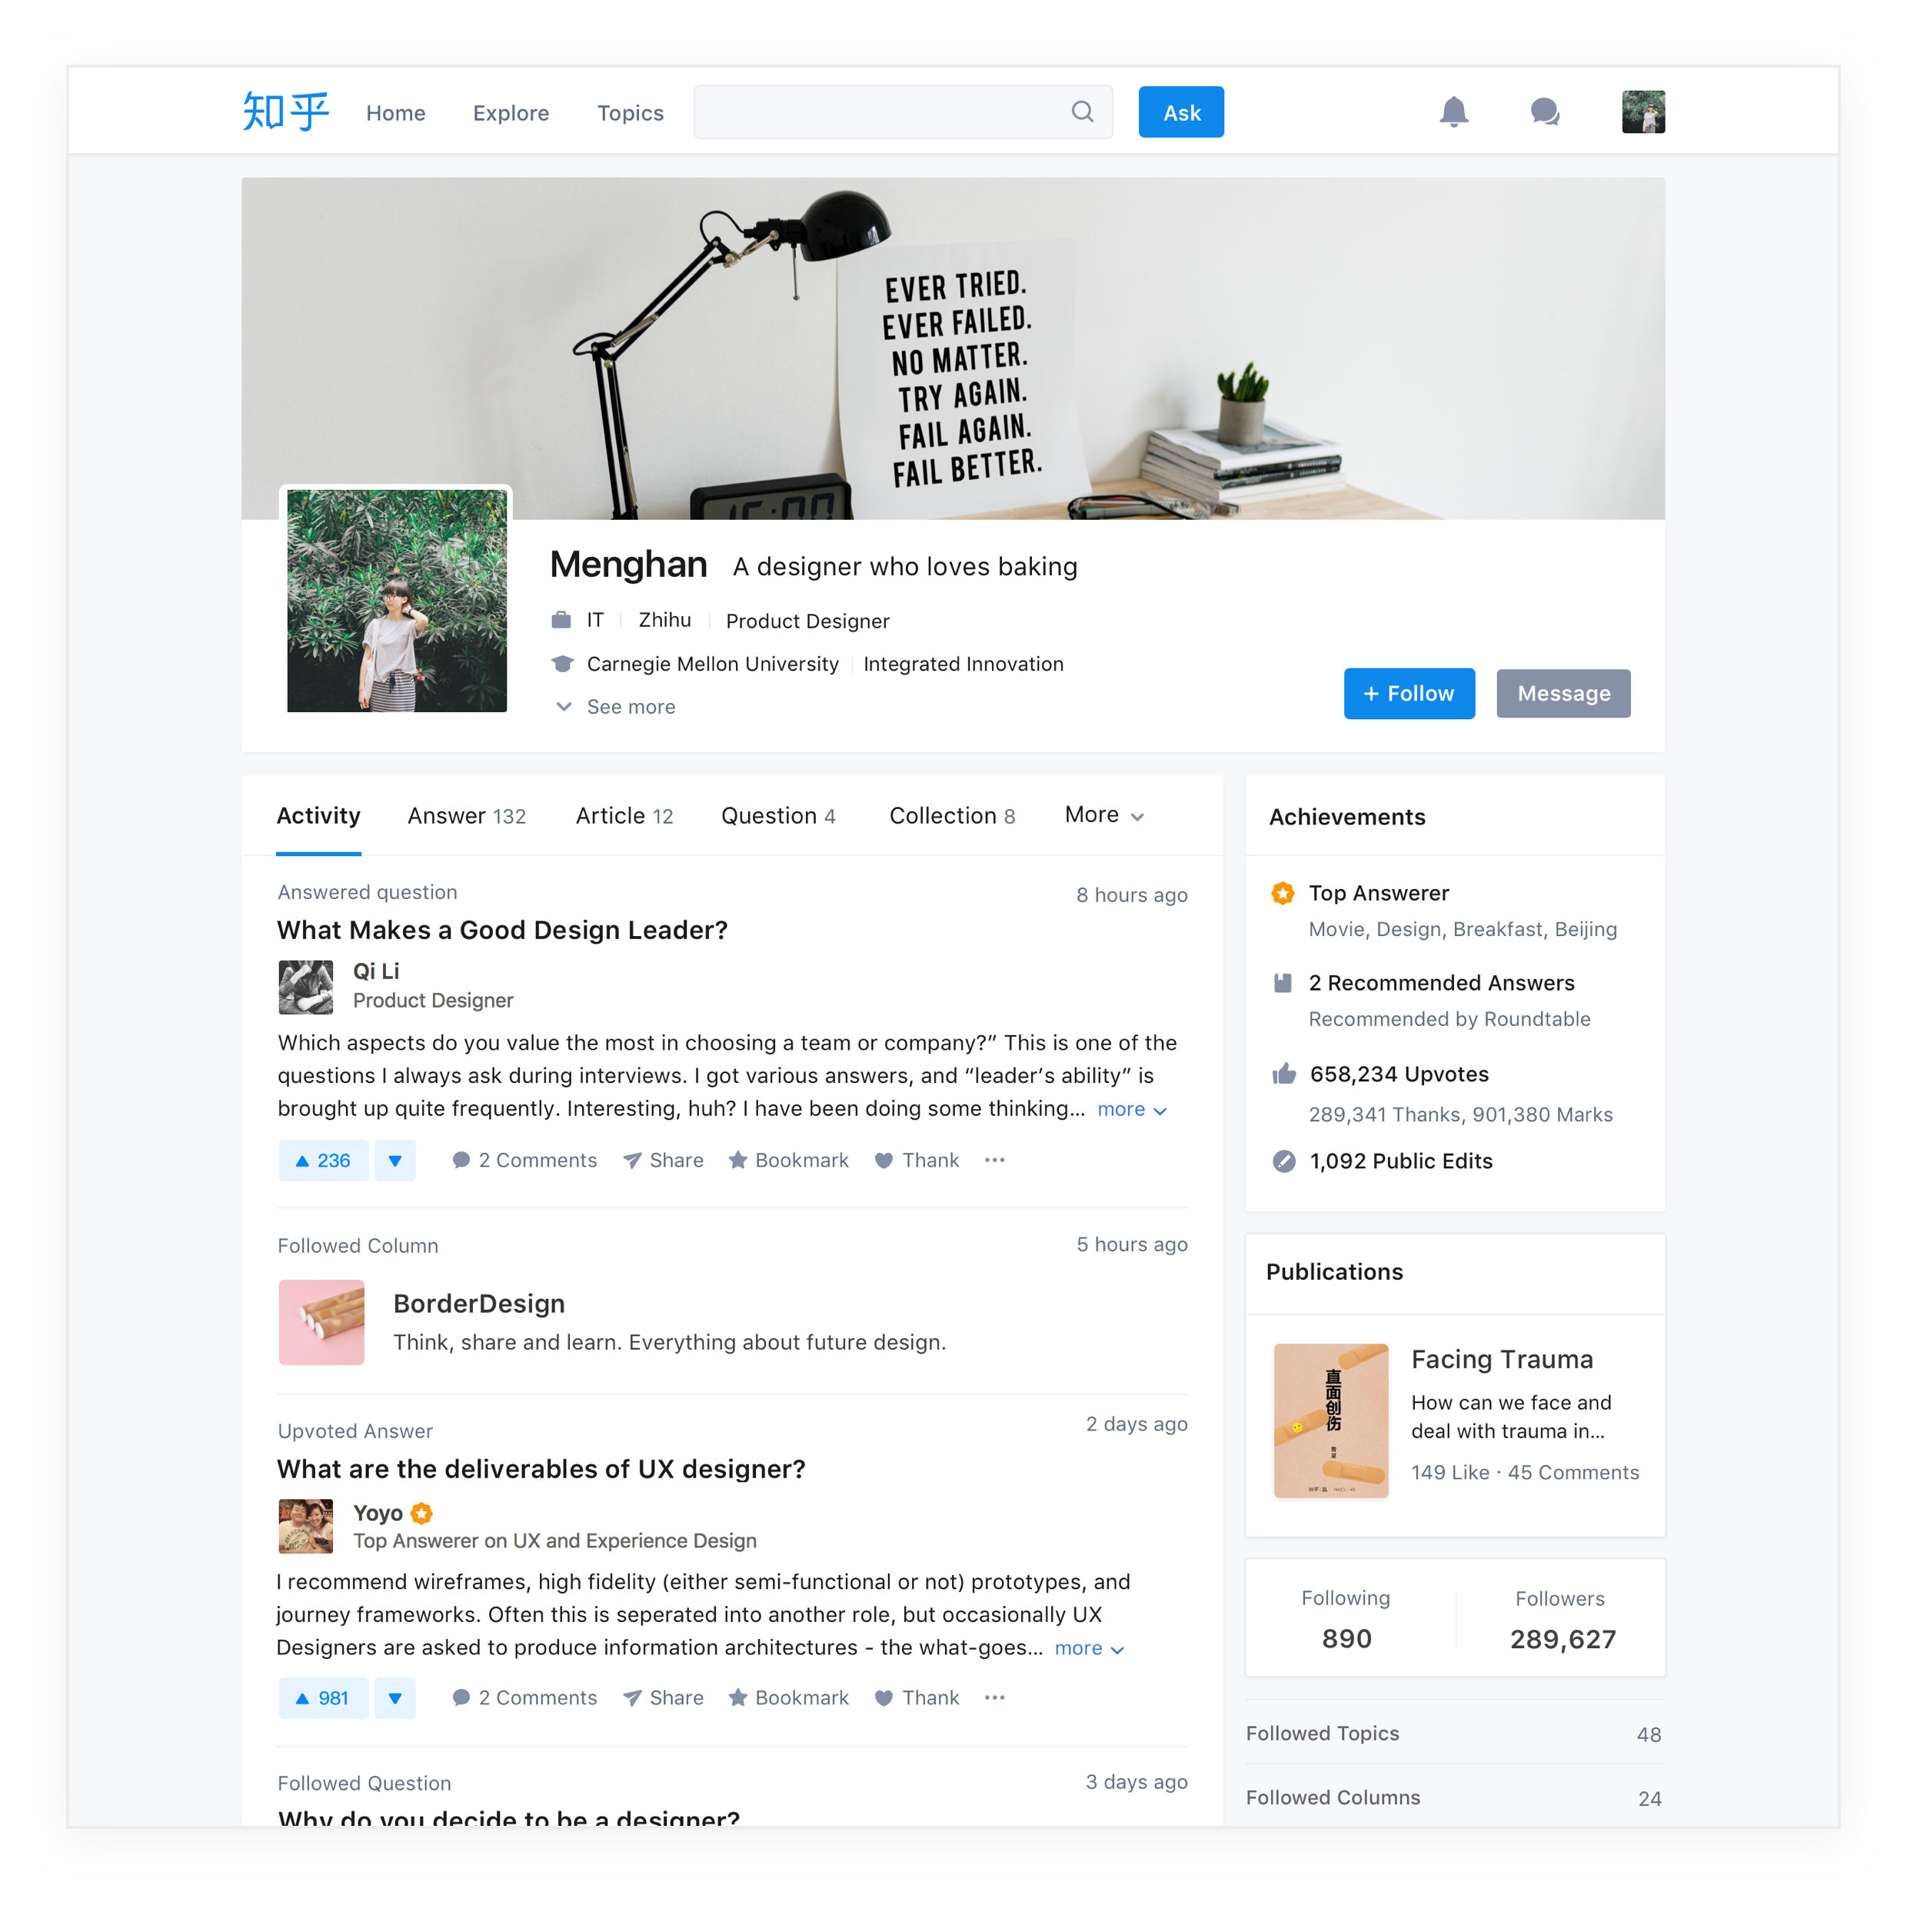 知乎 Home Explore Topics Ask
EVER TRIED.
EVER FAILED.
NO MATTER.
TRY AGAIN.
FAIL AGAIN.
FAIL BETTER.
15:00
Menghan A designer who loves baking
IT Zhihu Product Designer
Carnegie Mellon University Integrated Innovation
See more
+ Follow Message
Activity Answer 132 Article 12 Question 4 Collection 8 More
Answered question 8 hours ago
What Makes a Good Design Leader?
Qi Li
Product Designer
Which aspects do you value the most in choosing a team or company?” This is one of the
questions I always ask during interviews. I got various answers, and “leader’s ability” is
brought up quite frequently. Interesting, huh? I have been doing some thinking... more
236 2 Comments Share Bookmark Thank
Followed Column 5 hours ago
BorderDesign
Think, share and learn. Everything about future design.
Upvoted Answer 2 days ago
What are the deliverables of UX designer?
Yoyo
Top Answerer on UX and Experience Design
I recommend wireframes, high fidelity (either semi-functional or not) prototypes, and
journey frameworks. Often this is seperated into another role, but occasionally UX
Designers are asked to produce information architectures - the what-goes... more
981 2 Comments Share Bookmark Thank
Followed Question 3 days ago
Why do you decide to be a designer?
Achievements
Top Answerer
Movie, Design, Breakfast, Beijing
2 Recommended Answers
Recommended by Roundtable
658,234 Upvotes
289,341 Thanks, 901,380 Marks
1,092 Public Edits
Publications
直面创伤
Facing Trauma
How can we face and
deal with trauma in...
149 Like · 45 Comments
Following Followers
890 289,627
Followed Topics 48
Followed Columns 24